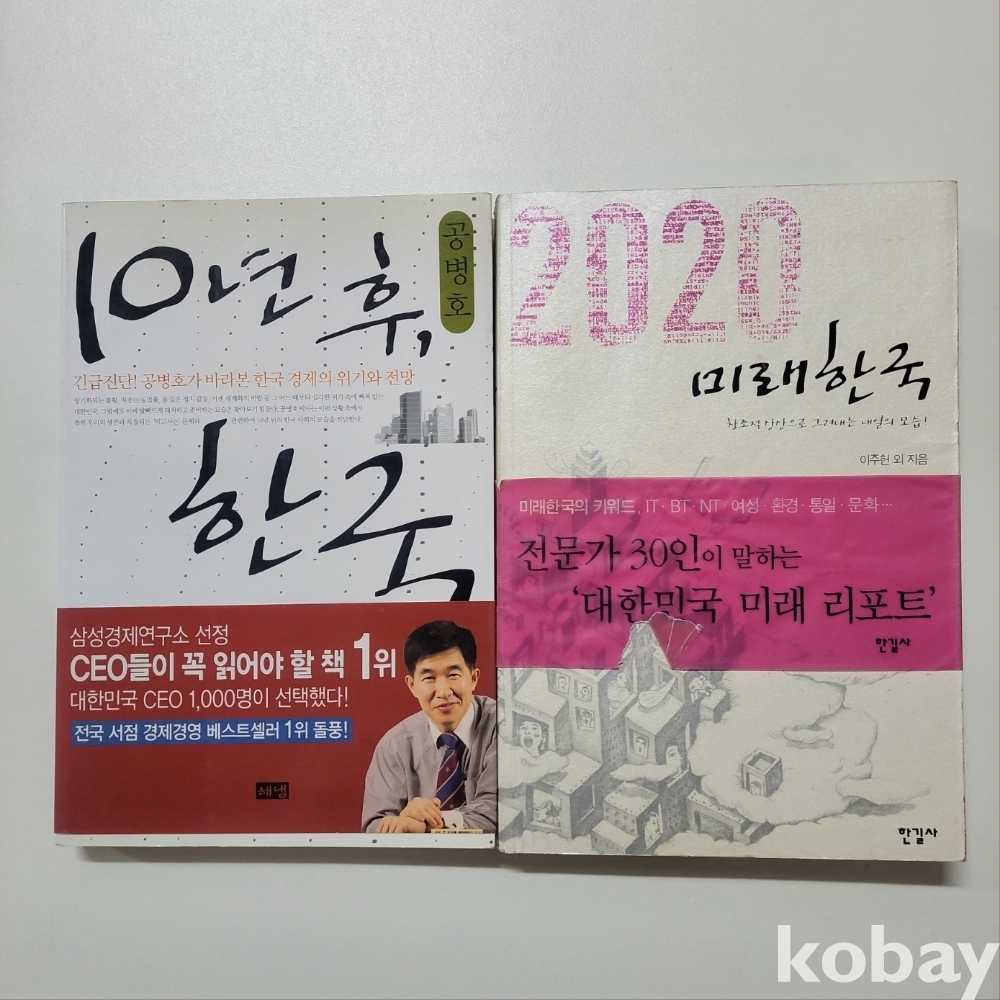 10년 후,
한국
공병호
긴급진단! 공병호가 바라본 한국 경제의 위기와 전망
삼성경제연구소 선정
CEO들이 꼭 읽어야 할 책 1위
대한민국 CEO 1,000명이 선택했다!
전국 서점 경제경영 베스트셀러 1위 돌풍!
해냄
2020
미래한국
창조적 상상으로 그려내는 내일의 모습!
이주헌 외 지음
미래한국의 키워드, IT·BT·NT·여성·환경·통일·문화…
전문가 30인이 말하는
'대한민국 미래 리포트'
한길사
한길사
kobay